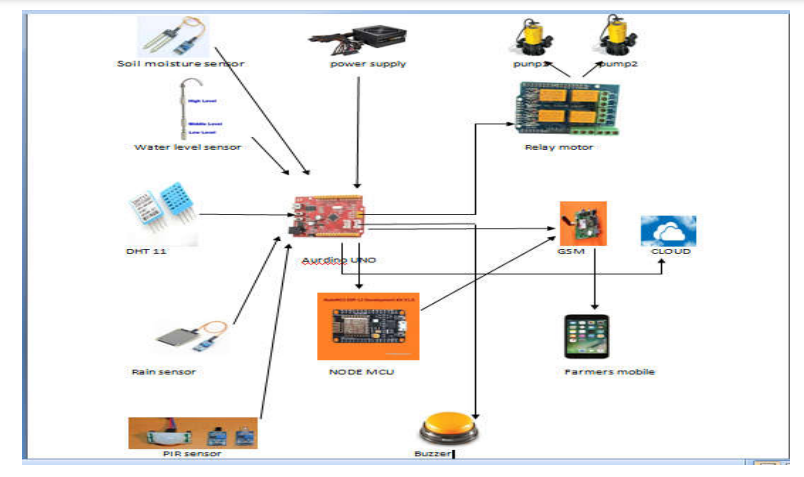 Soil moisture sensor
power supply
punp1
pump2
High Level
Middle Level
Low Level
Water level sensor
Relay motor
DHT 11
Aurdino UNO
GSM
CLOUD
Rain sensor
NODE MCU
Farmers mobile
PIR sensor
Buzzer